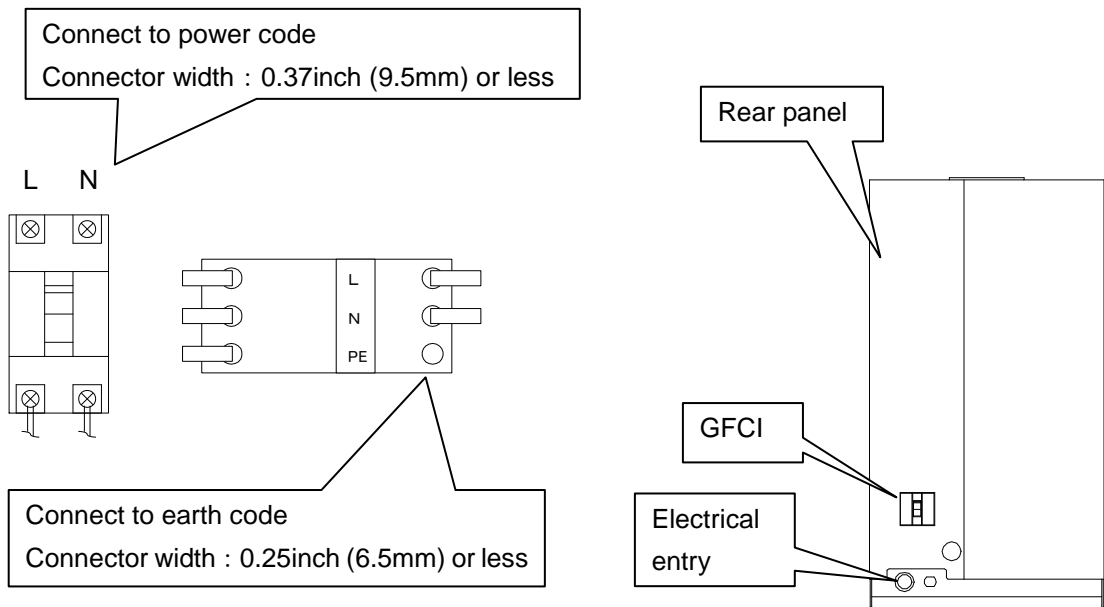 Connect to power code
Connector width：0.37inch (9.5mm) or less
Rear panel
L N
L
N
PE
GFCI
Connect to earth code
Connector width：0.25inch (6.5mm) or less
Electrical
entry